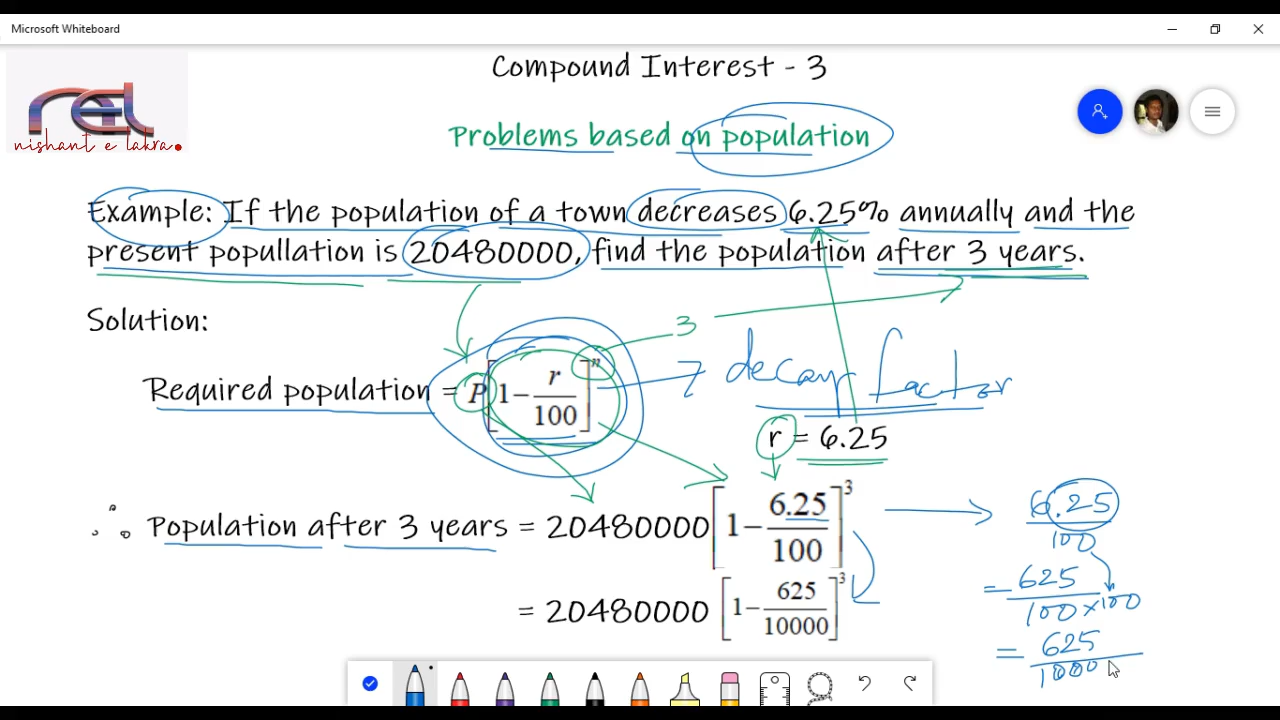 Microsoft Whiteboard
Compound Interest - 3
nishant e lakra.
Problems based on population
Example: If the population of a town decreases 6.25% annually and the
present popullation is 20480000, find the population after 3 years.
Solution:
3
Required population = P[1 - r/100]^n
decay factor
r = 6.25
∴ Population after 3 years = 20480000[1 - 6.25/100]^3
6.25/100
= 20480000 [1 - 625/10000]^3
= 625/100 × 100
= 625/1000